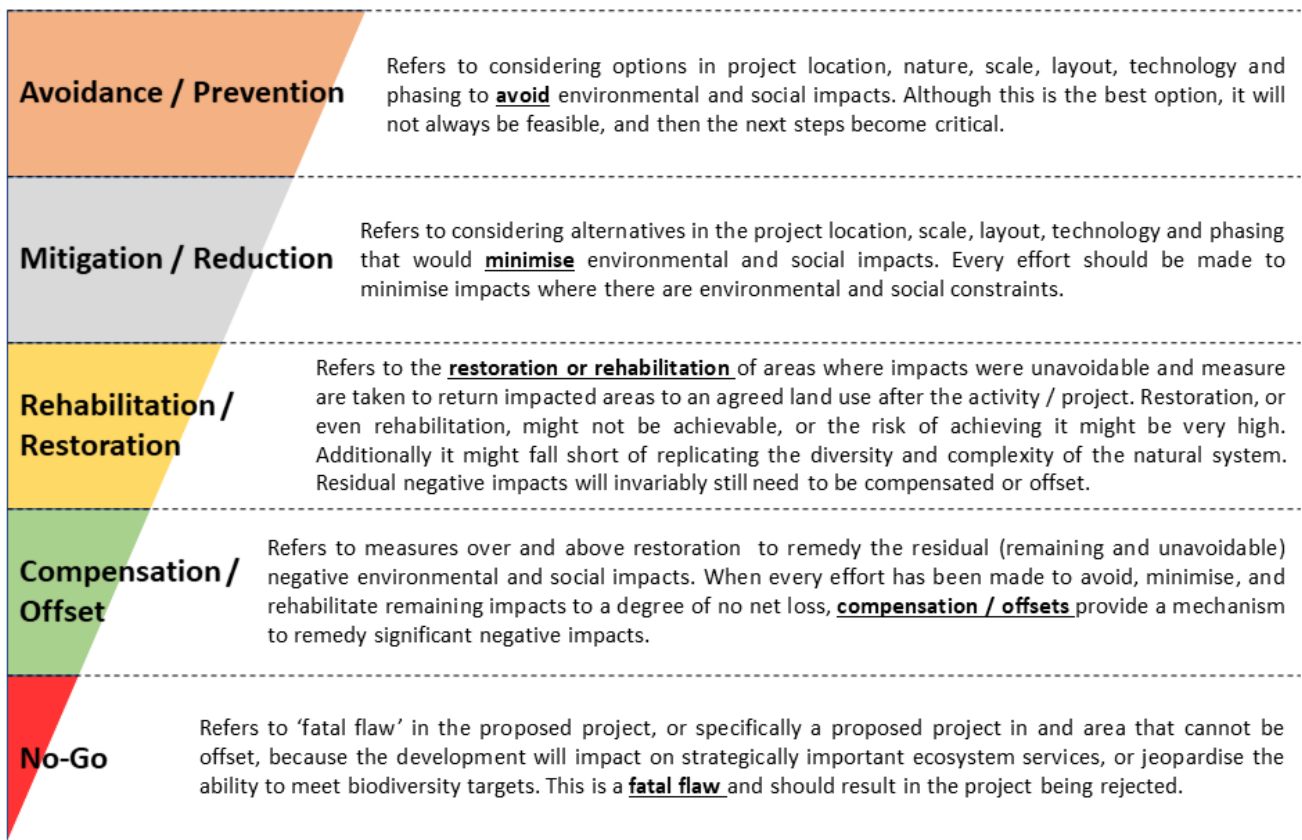 Avoidance / Prevention
Refers to considering options in project location, nature, scale, layout, technology and
phasing to avoid environmental and social impacts. Although this is the best option, it will
not always be feasible, and then the next steps become critical.
Mitigation / Reduction
Refers to considering alternatives in the project location, scale, layout, technology and phasing
that would minimise environmental and social impacts. Every effort should be made to
minimise impacts where there are environmental and social constraints.
Rehabilitation /
Restoration
Refers to the restoration or rehabilitation of areas where impacts were unavoidable and measure
are taken to return impacted areas to an agreed land use after the activity / project. Restoration, or
even rehabilitation, might not be achievable, or the risk of achieving it might be very high.
Additionally it might fall short of replicating the diversity and complexity of the natural system.
Residual negative impacts will invariably still need to be compensated or offset.
Compensation /
Offset
Refers to measures over and above restoration to remedy the residual (remaining and unavoidable)
negative environmental and social impacts. When every effort has been made to avoid, minimise, and
rehabilitate remaining impacts to a degree of no net loss, compensation / offsets provide a mechanism
to remedy significant negative impacts.
No-Go
Refers to ‘fatal flaw’ in the proposed project, or specifically a proposed project in and area that cannot be
offset, because the development will impact on strategically important ecosystem services, or jeopardise the
ability to meet biodiversity targets. This is a fatal flaw and should result in the project being rejected.